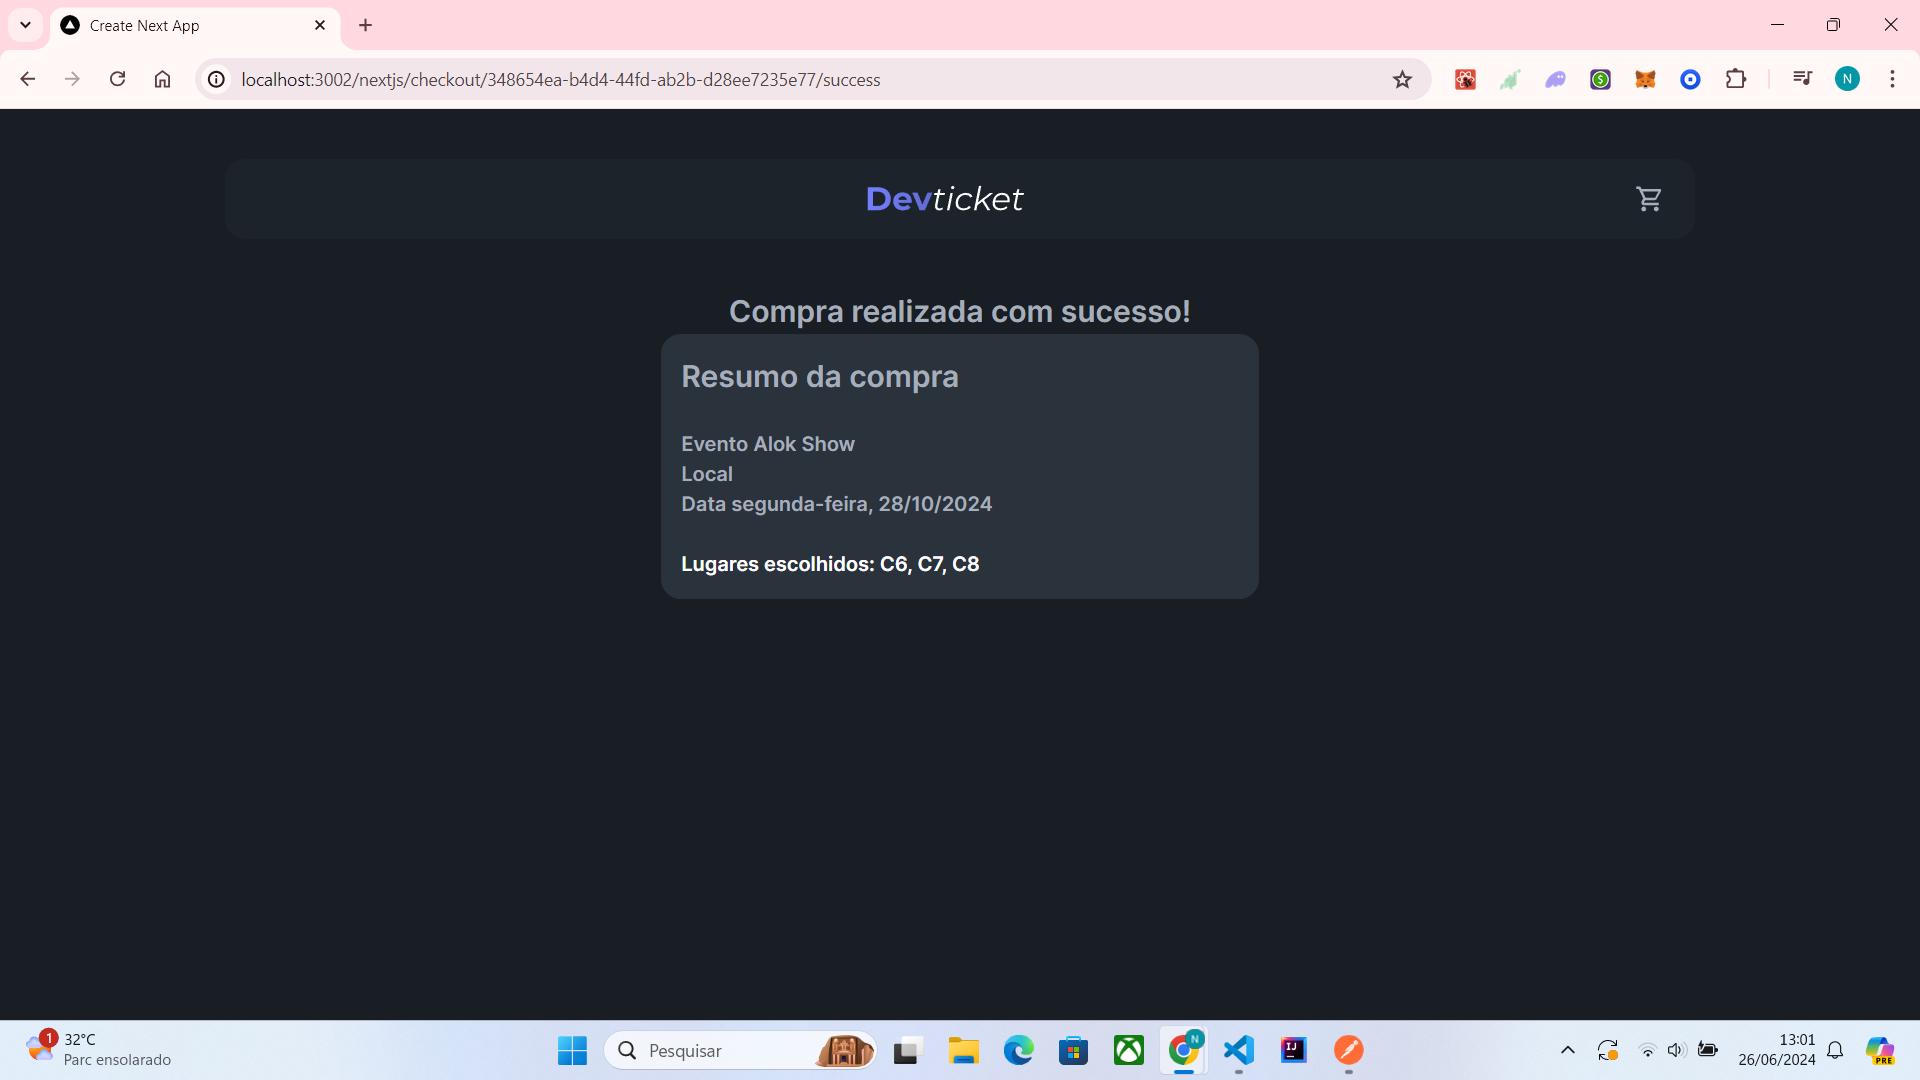 Create Next App
localhost:3002/nextjs/checkout/348654ea-b4d4-44fd-ab2b-d28ee7235e77/success
N
Devticket
Compra realizada com sucesso!
Resumo da compra
Evento Alok Show
Local
Data segunda-feira, 28/10/2024
Lugares escolhidos: C6, C7, C8
1
32°C
Parc ensolarado
Pesquisar
N
IJ
13:01
26/06/2024
PRE